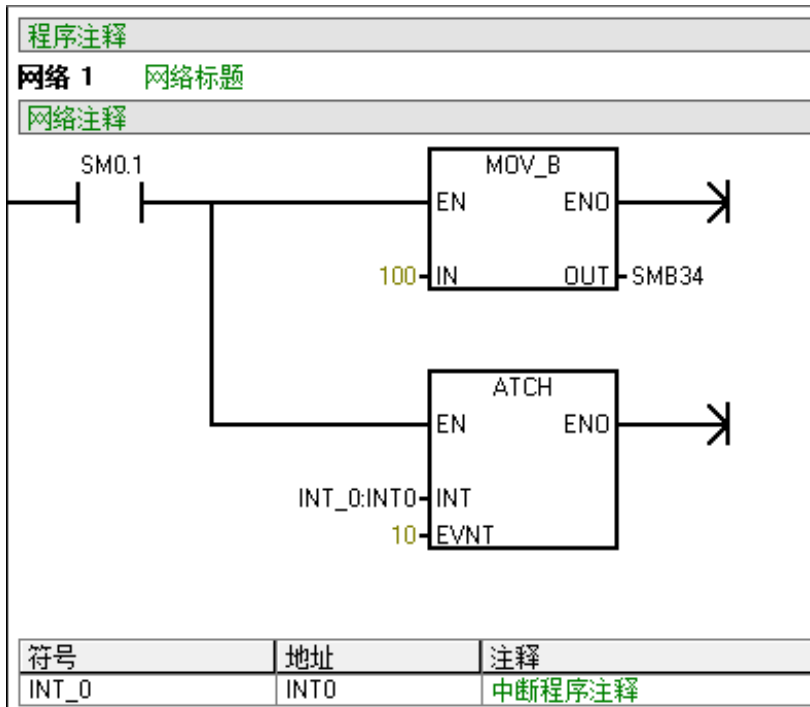 程序注释
网络 1 网络标题
网络注释
SM0.1
MOV_B
EN ENO
100 IN OUT SMB34
ATCH
EN ENO
INT_0:INT0 INT
10 EVNT
符号 地址 注释
INT_0 INT0 中断程序注释